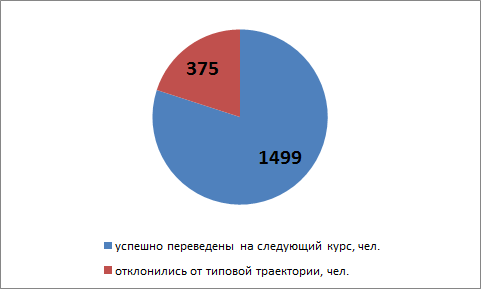 375
1499
успешно переведены на следующий курс, чел.
отклонились от типовой траектории, чел.